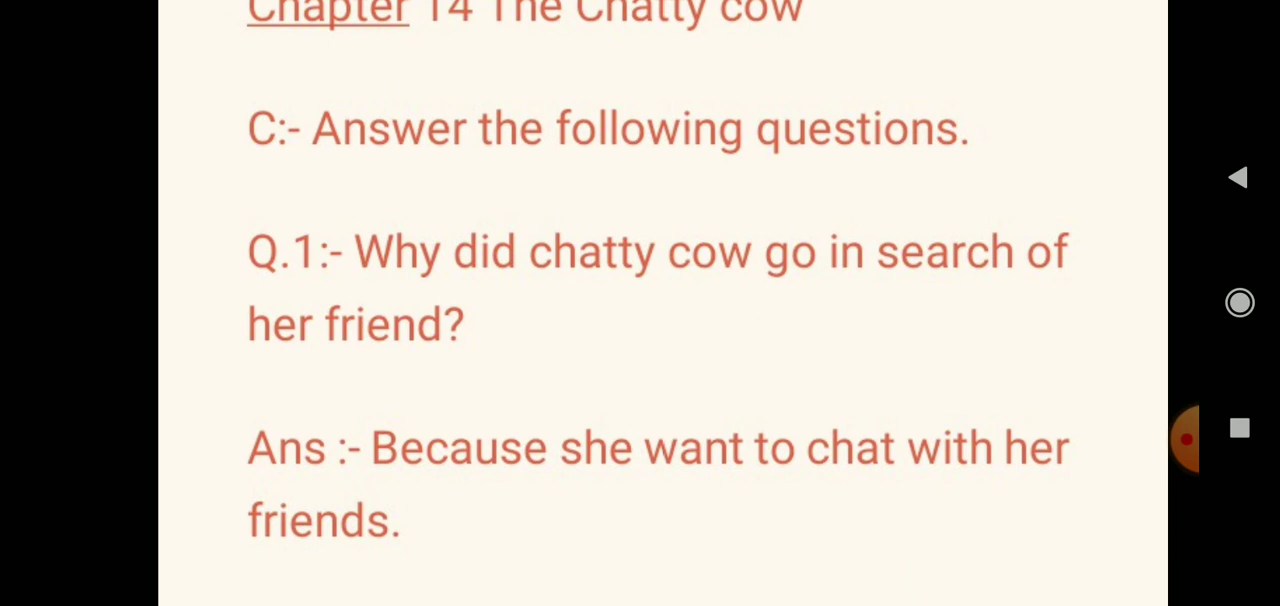 Chapter 14 The Chatty cow
C:- Answer the following questions.
Q.1:- Why did chatty cow go in search of
her friend?
Ans :- Because she want to chat with her
friends.